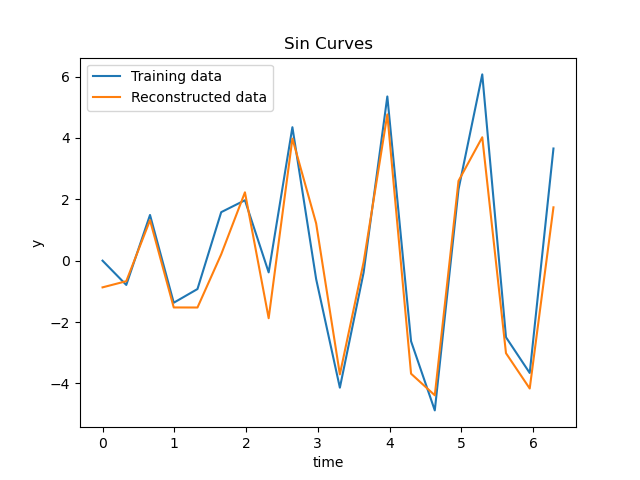 Sin Curves
Training data
Reconstructed data
6
4
2
0
−2
−4
y
0 1 2 3 4 5 6
time